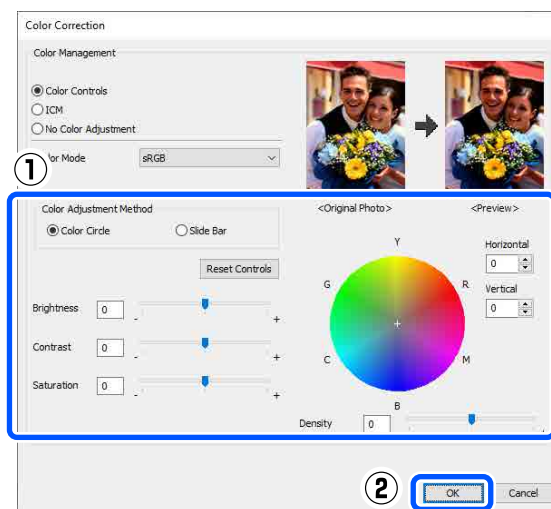 Color Correction
Color Management
Color Controls
ICM
No Color Adjustment
①
or Mode sRGB
Color Adjustment Method
<Original Photo> <Preview>
Color Circle Slide Bar
Y
Horizontal
0
Reset Controls
G R
Vertical
0
Brightness 0 - +
Contrast 0 - +
C M
Saturation 0 - +
B
Density 0
②
OK Cancel